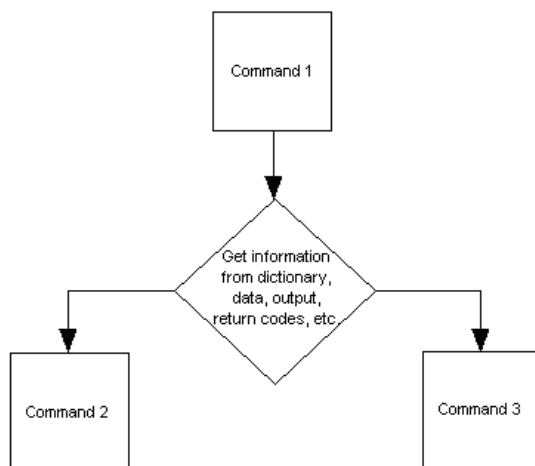 Command 1
Get information
from dictionary,
data, output,
return codes, etc.
Command 2
Command 3